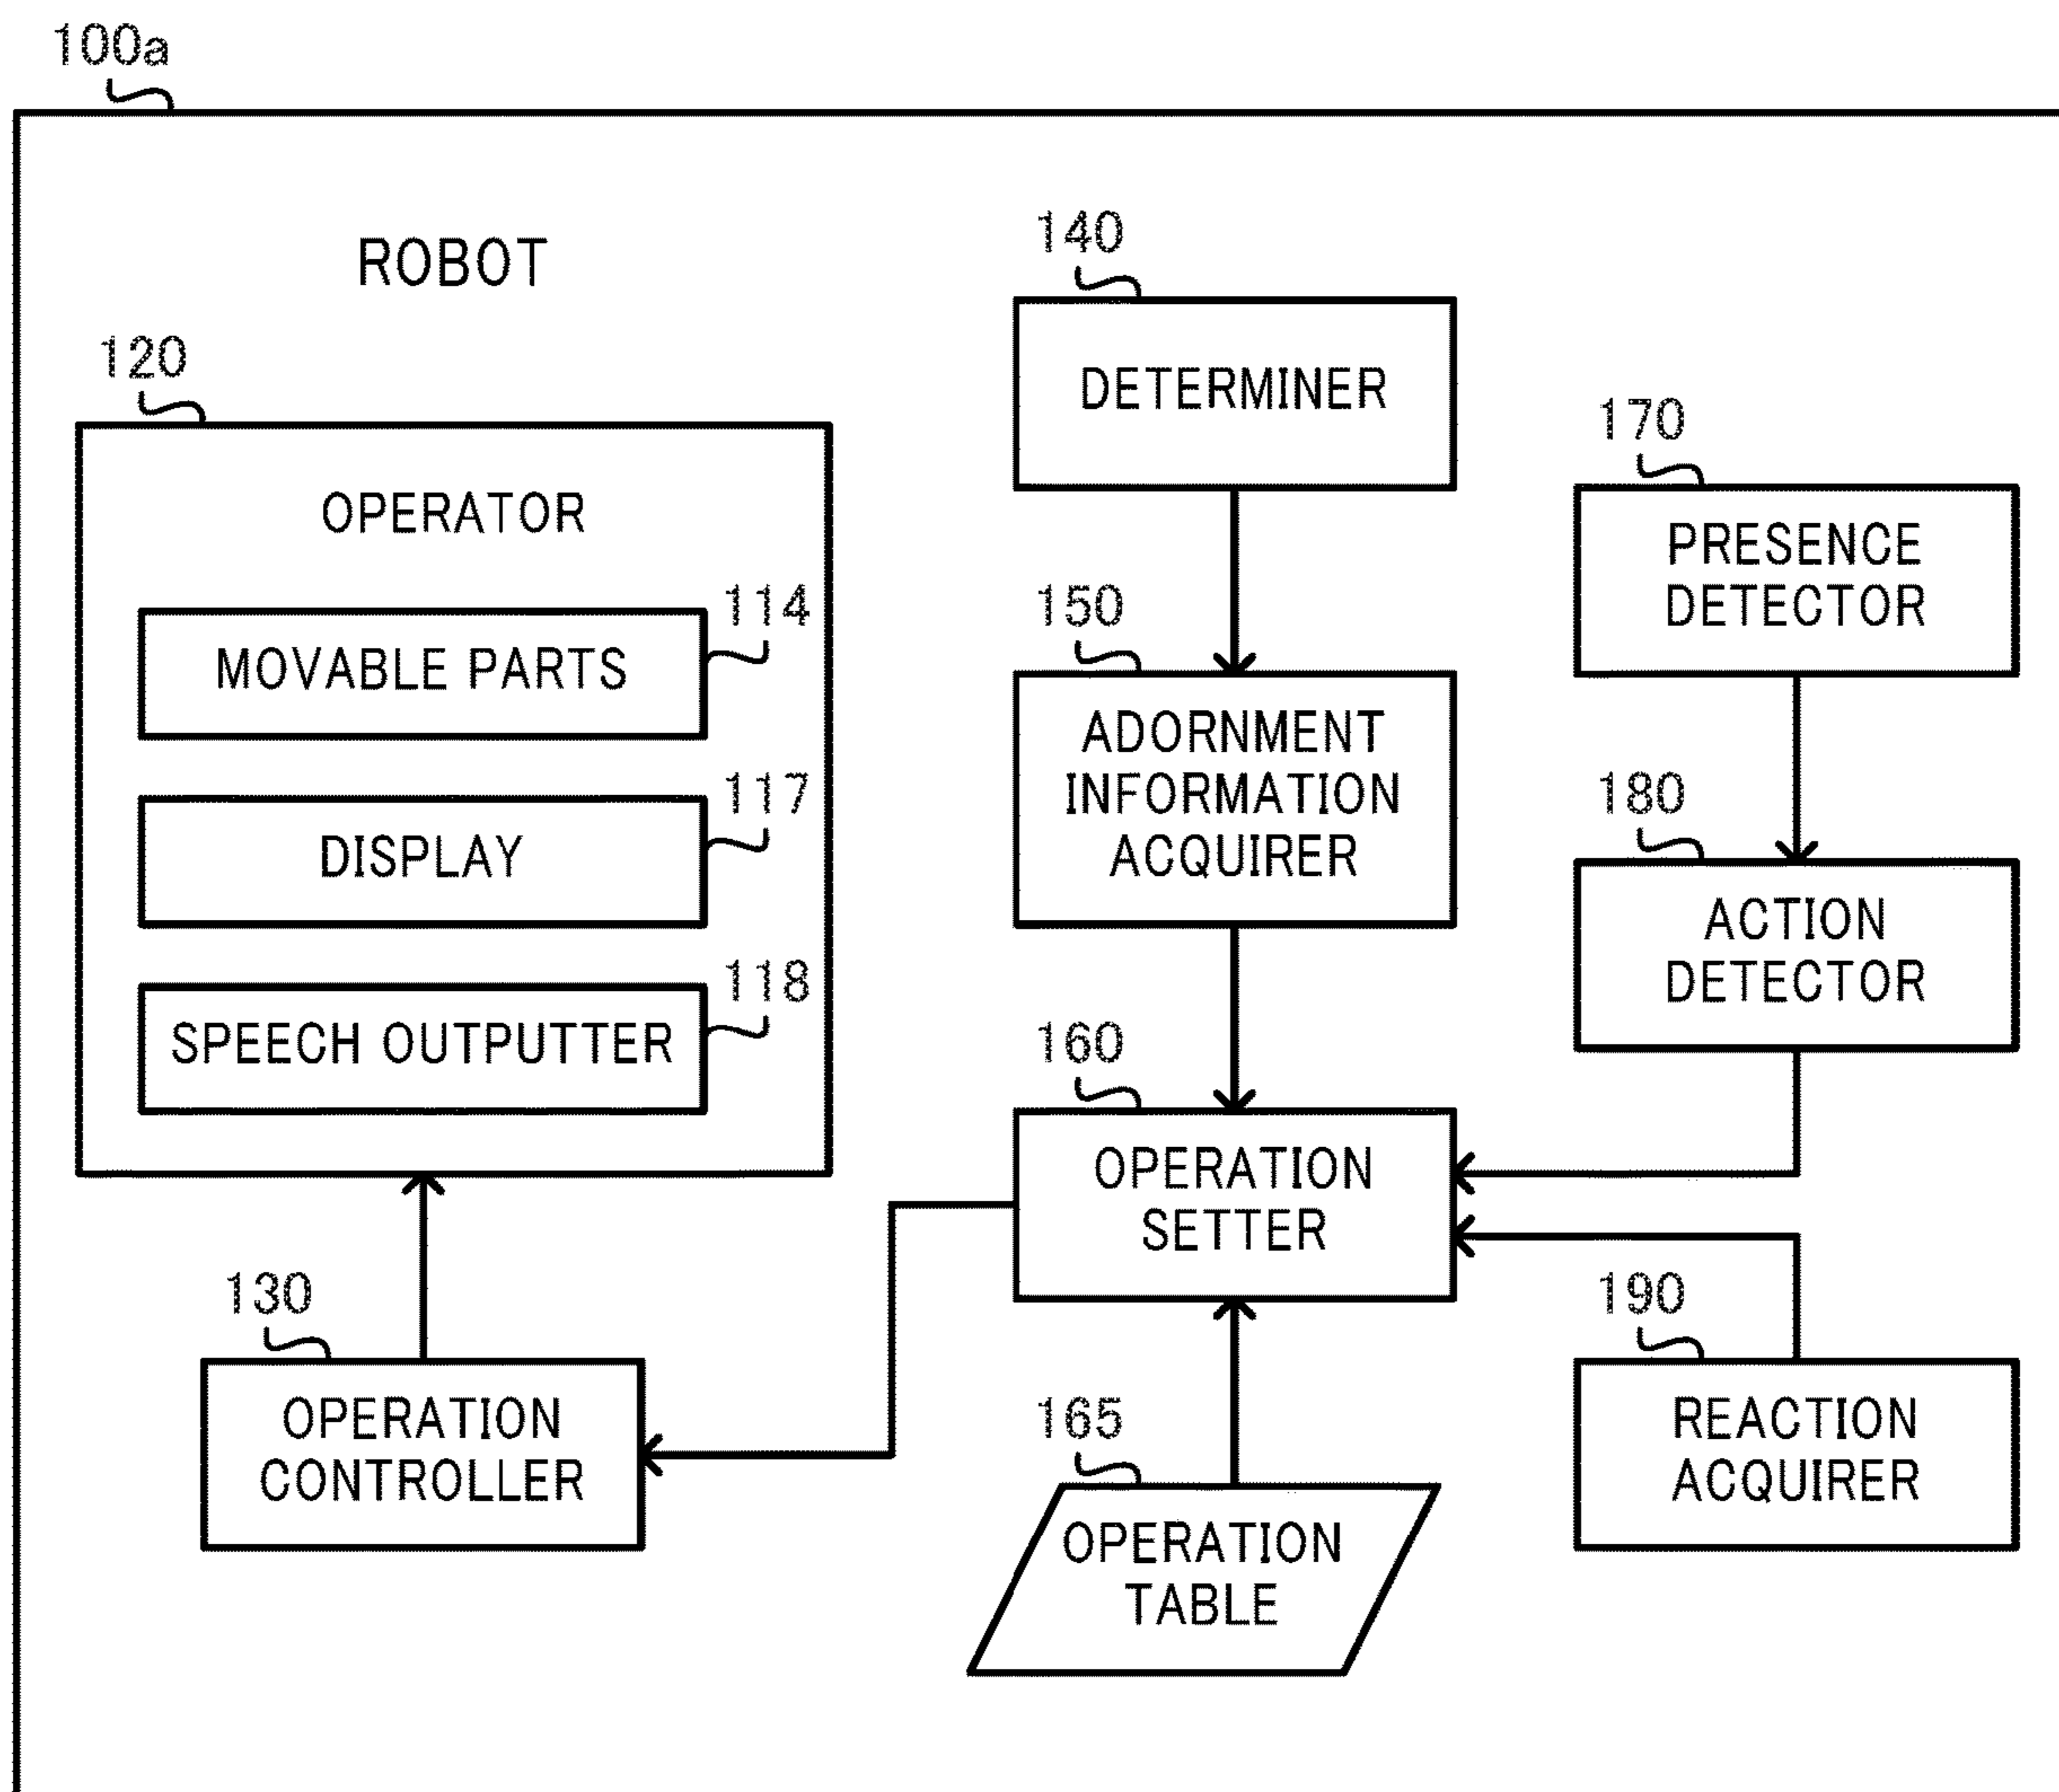 100a
ROBOT
120
OPERATOR
114
MOVABLE PARTS
117
DISPLAY
118
SPEECH OUTPUTTER
130
OPERATION
CONTROLLER
140
DETERMINER
150
ADORNMENT
INFORMATION
ACQUIRER
160
OPERATION
SETTER
165
OPERATION
TABLE
170
PRESENCE
DETECTOR
180
ACTION
DETECTOR
190
REACTION
ACQUIRER